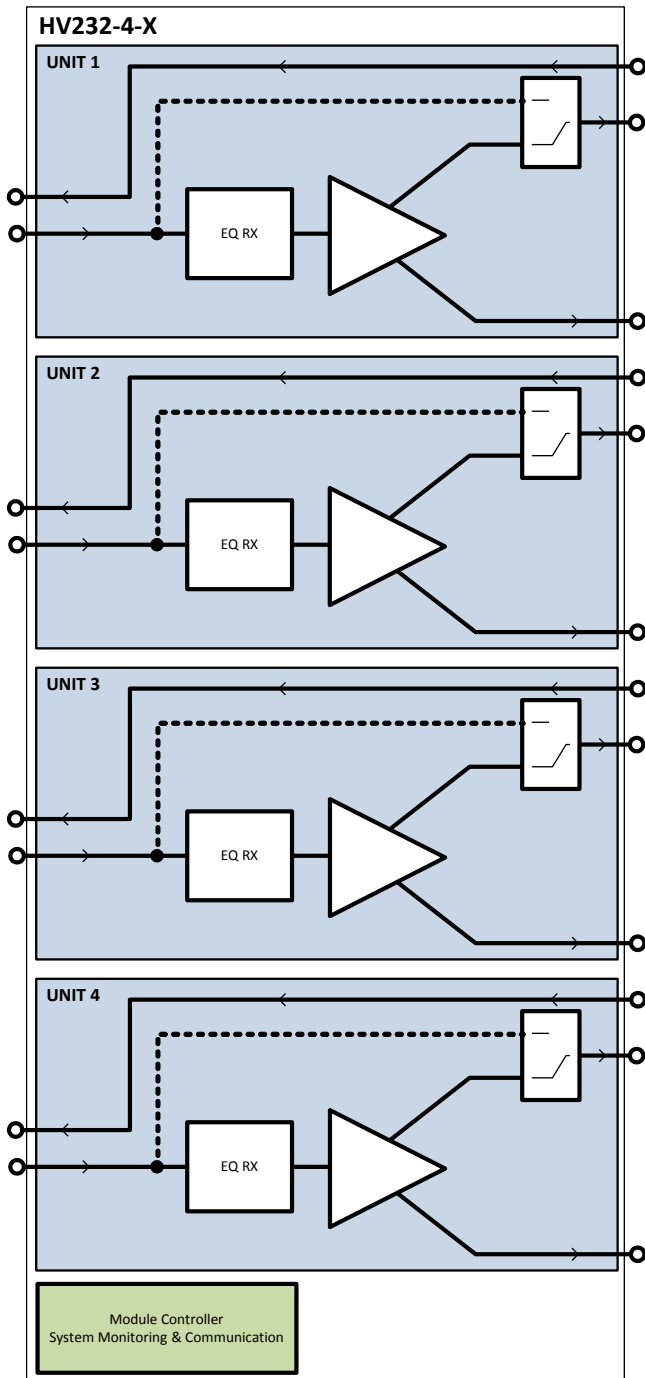 HV232-4-X
UNIT 1
EQ RX
UNIT 2
EQ RX
UNIT 3
EQ RX
UNIT 4
EQ RX
Module Controller
System Monitoring & Communication